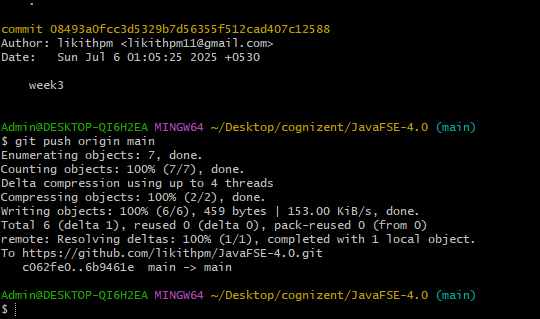 .
commit 08493a0fcc3d5329b7d56355f512cad407c12588
Author: likithpm <likithpm11@gmail.com>
Date:   Sun Jul 6 01:05:25 2025 +0530
    week3
Admin@DESKTOP-QI6H2EA MINGW64 ~/Desktop/cognizent/JavaFSE-4.0 (main)
$ git push origin main
Enumerating objects: 7, done.
Counting objects: 100% (7/7), done.
Delta compression using up to 4 threads
Compressing objects: 100% (2/2), done.
Writing objects: 100% (6/6), 459 bytes | 153.00 KiB/s, done.
Total 6 (delta 1), reused 0 (delta 0), pack-reused 0 (from 0)
remote: Resolving deltas: 100% (1/1), completed with 1 local object.
To https://github.com/likithpm/JavaFSE-4.0.git
   c062fe0..6b9461e  main -> main
Admin@DESKTOP-QI6H2EA MINGW64 ~/Desktop/cognizent/JavaFSE-4.0 (main)
$